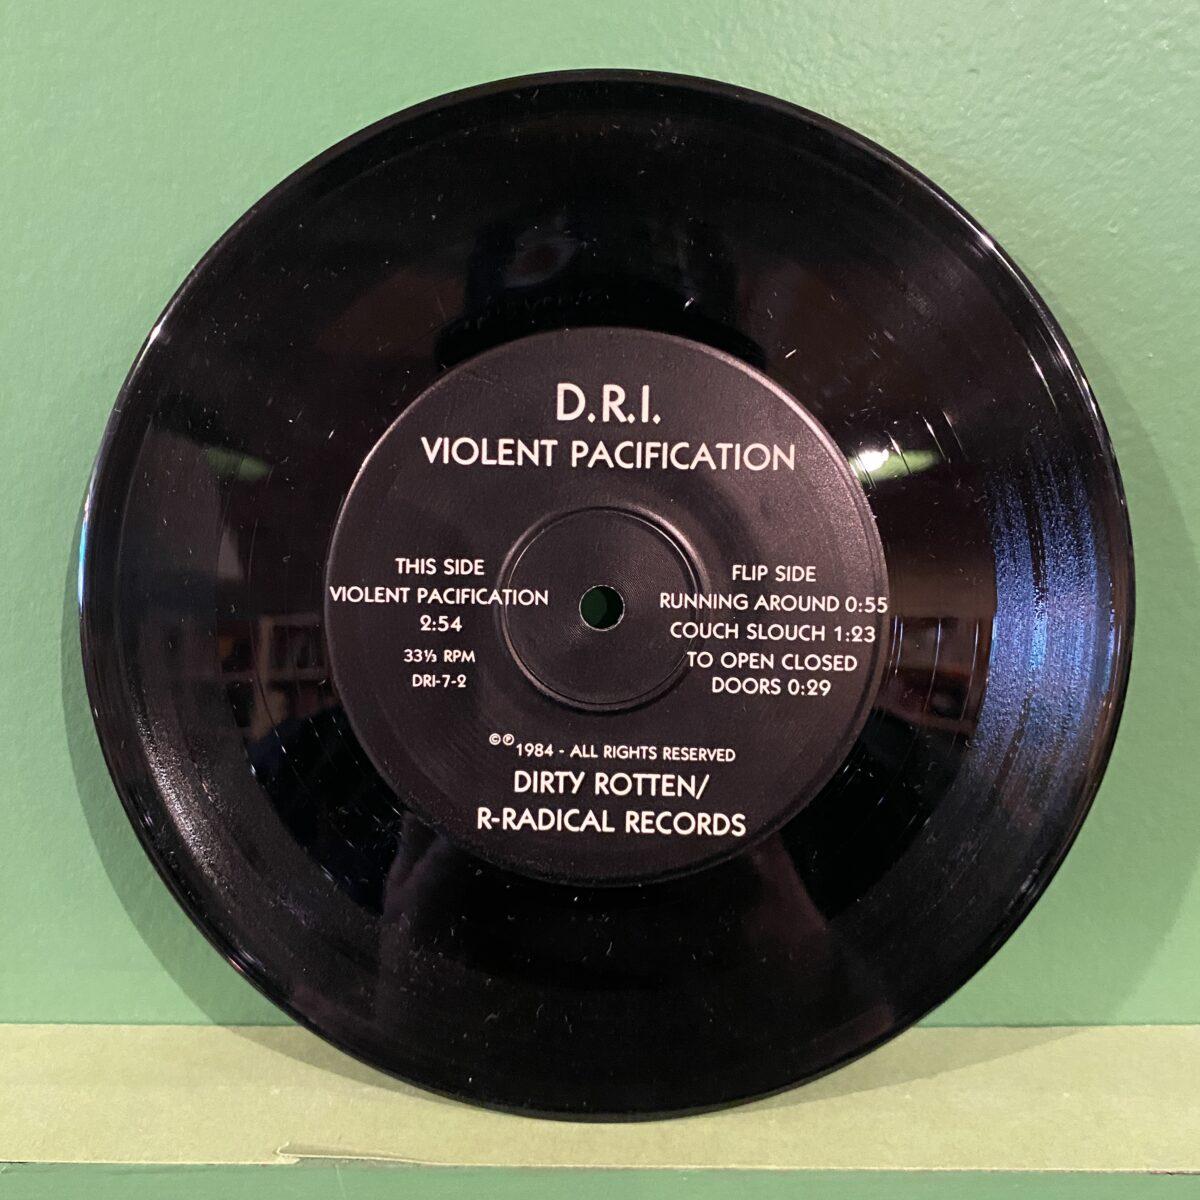 D.R.I.
VIOLENT PACIFICATION
THIS SIDE
VIOLENT PACIFICATION
2:54
33⅓ RPM
DRI-7-2
FLIP SIDE
RUNNING AROUND 0:55
COUCH SLOUCH 1:23
TO OPEN CLOSED
DOORS 0:29
©℗ 1984 - ALL RIGHTS RESERVED
DIRTY ROTTEN/
R-RADICAL RECORDS